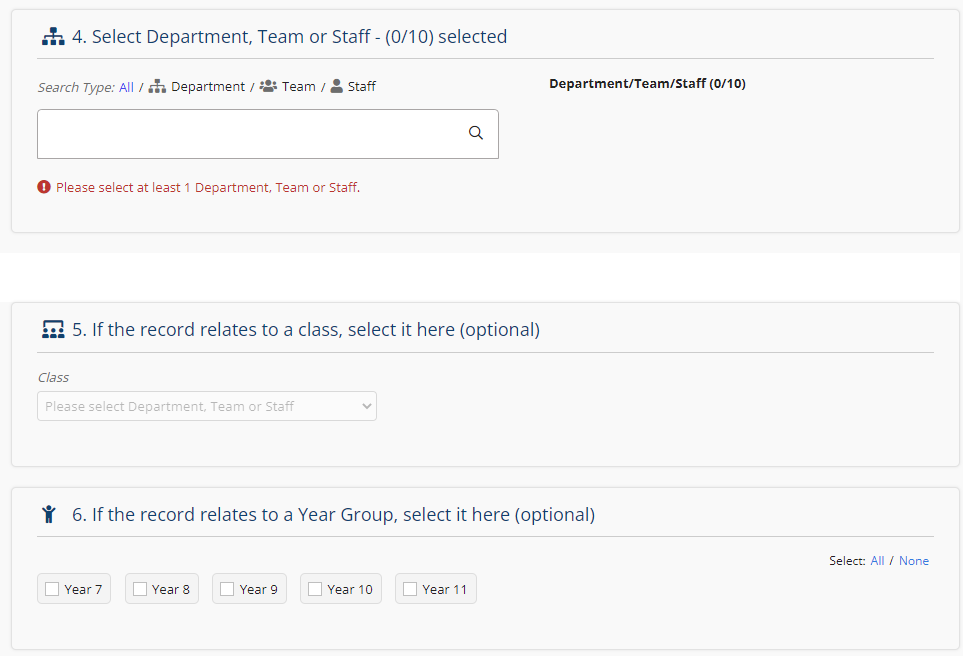 4. Select Department, Team or Staff - (0/10) selected
Search Type: All / Department / Team / Staff
Department/Team/Staff (0/10)
Please select at least 1 Department, Team or Staff.
5. If the record relates to a class, select it here (optional)
Class
Please select Department, Team or Staff
6. If the record relates to a Year Group, select it here (optional)
Select: All / None
Year 7 Year 8 Year 9 Year 10 Year 11